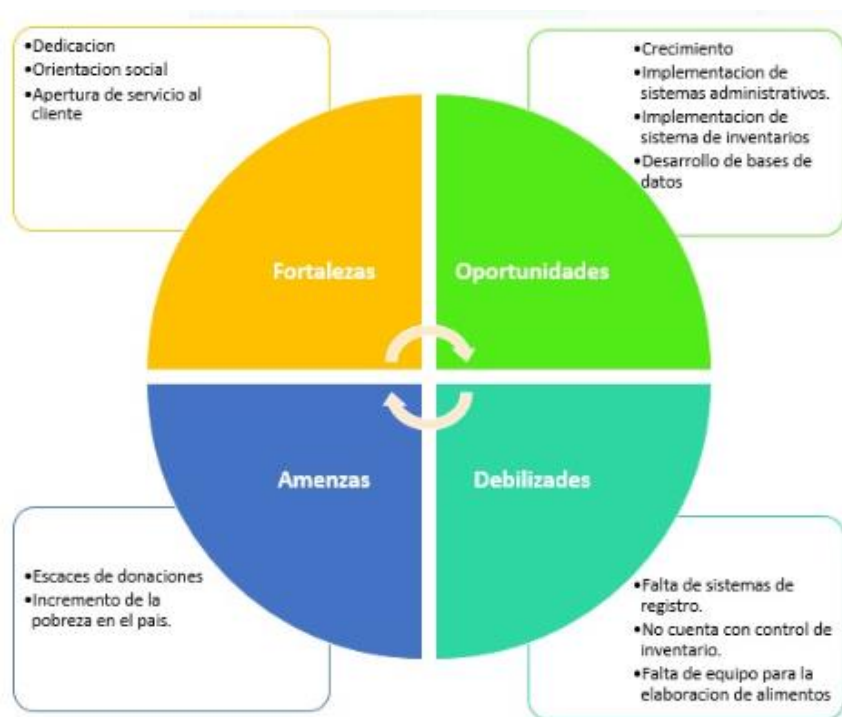 •Dedicacion
•Orientacion social
•Apertura de servicio al
cliente
•Crecimiento
•Implementacion de
sistemas administrativos.
•Implementacion de
sistema de inventarios
•Desarrollo de bases de
datos
Fortalezas
Oportunidades
Amenzas
Debilizades
•Escaces de donaciones
•Incremento de la
pobreza en el pais.
•Falta de sistemas de
registro.
•No cuenta con control de
inventario.
•Falta de equipo para la
elaboracion de alimentos